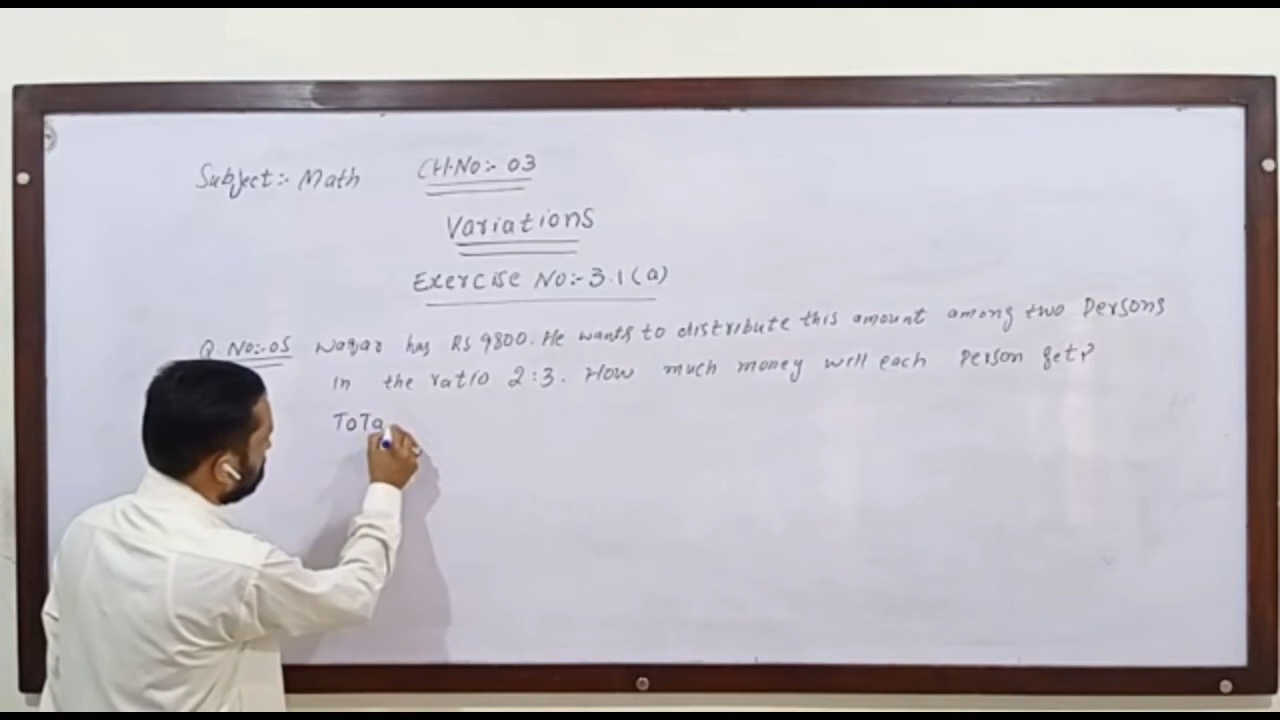 Subject:- Math CH.No:- 03
Variations
Exercise No:- 3.1(a)
Q.No:-05 Waqar has RS 9800. He wants to distribute this amount among two Persons
in the ratio 2:3. How much money will each Person get?
ToTa